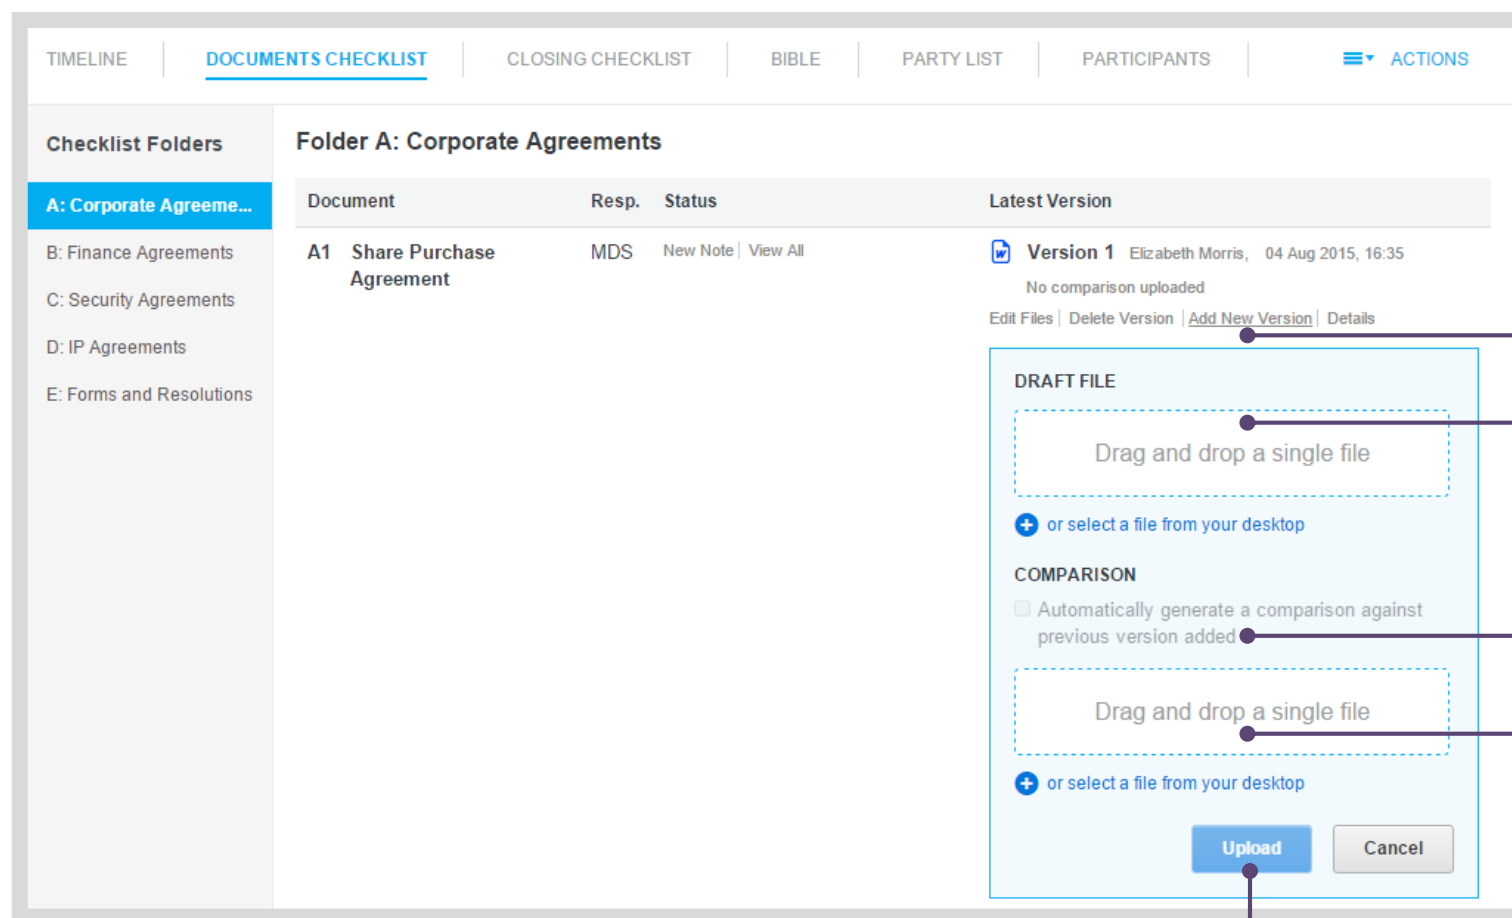 TIMELINE DOCUMENTS CHECKLIST CLOSING CHECKLIST BIBLE PARTY LIST PARTICIPANTS ACTIONS
Checklist Folders
A: Corporate Agreeme...
B: Finance Agreements
C: Security Agreements
D: IP Agreements
E: Forms and Resolutions
Folder A: Corporate Agreements
Document Resp. Status Latest Version
A1 Share Purchase
Agreement
MDS
New Note | View All
Version 1 Elizabeth Morris, 04 Aug 2015, 16:35
No comparison uploaded
Edit Files | Delete Version | Add New Version | Details
DRAFT FILE
Drag and drop a single file
or select a file from your desktop
COMPARISON
Automatically generate a comparison against
previous version added
Drag and drop a single file
or select a file from your desktop
Upload Cancel